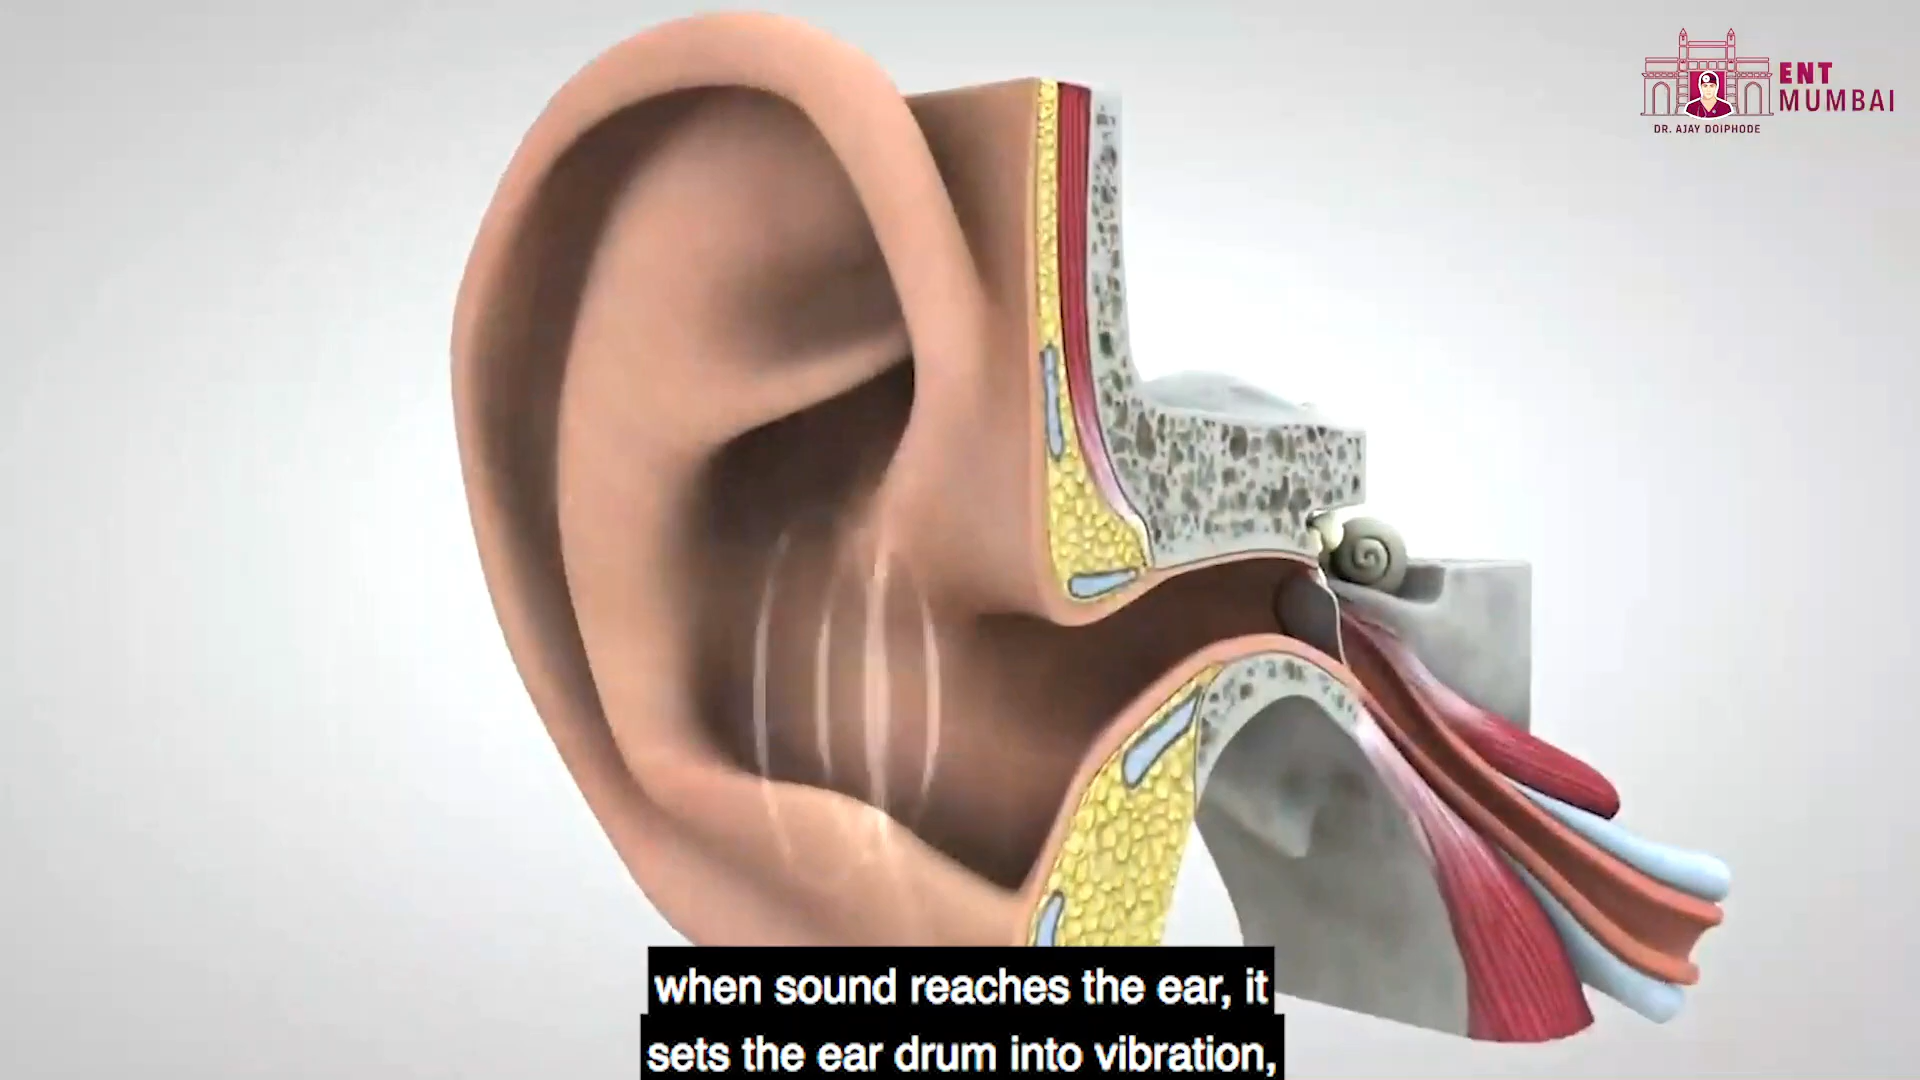 ENT
MUMBAI
DR. AJAY DOIPHODE
when sound reaches the ear, it
sets the ear drum into vibration,